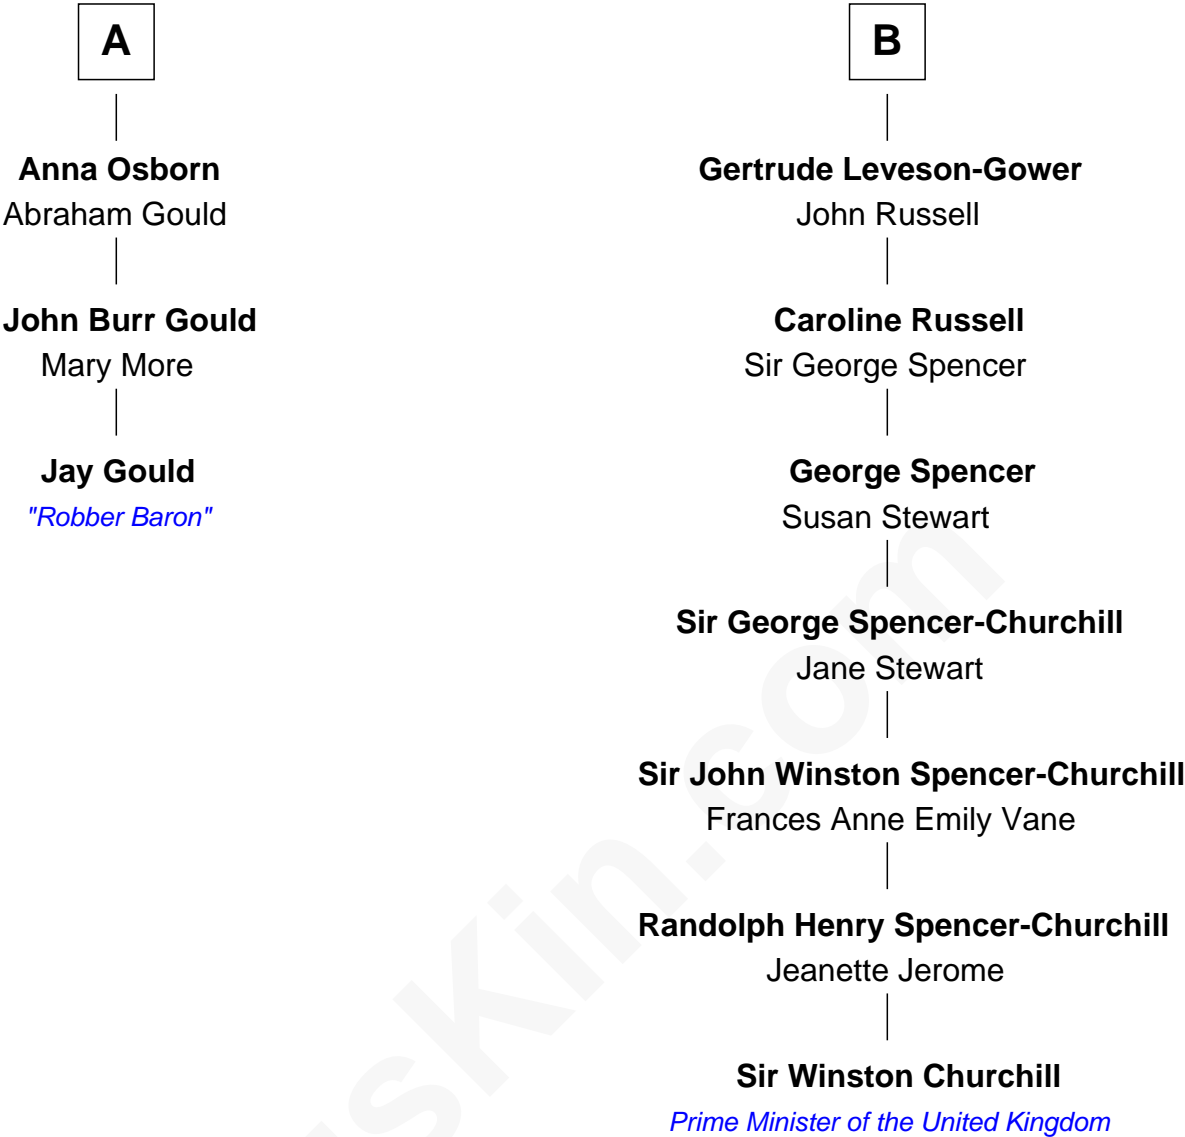 A
Anna Osborn
Abraham Gould
John Burr Gould
Mary More
Jay Gould
"Robber Baron"
B
Gertrude Leveson-Gower
John Russell
Caroline Russell
Sir George Spencer
George Spencer
Susan Stewart
Sir George Spencer-Churchill
Jane Stewart
Sir John Winston Spencer-Churchill
Frances Anne Emily Vane
Randolph Henry Spencer-Churchill
Jeanette Jerome
Sir Winston Churchill
Prime Minister of the United Kingdom
sKin.com